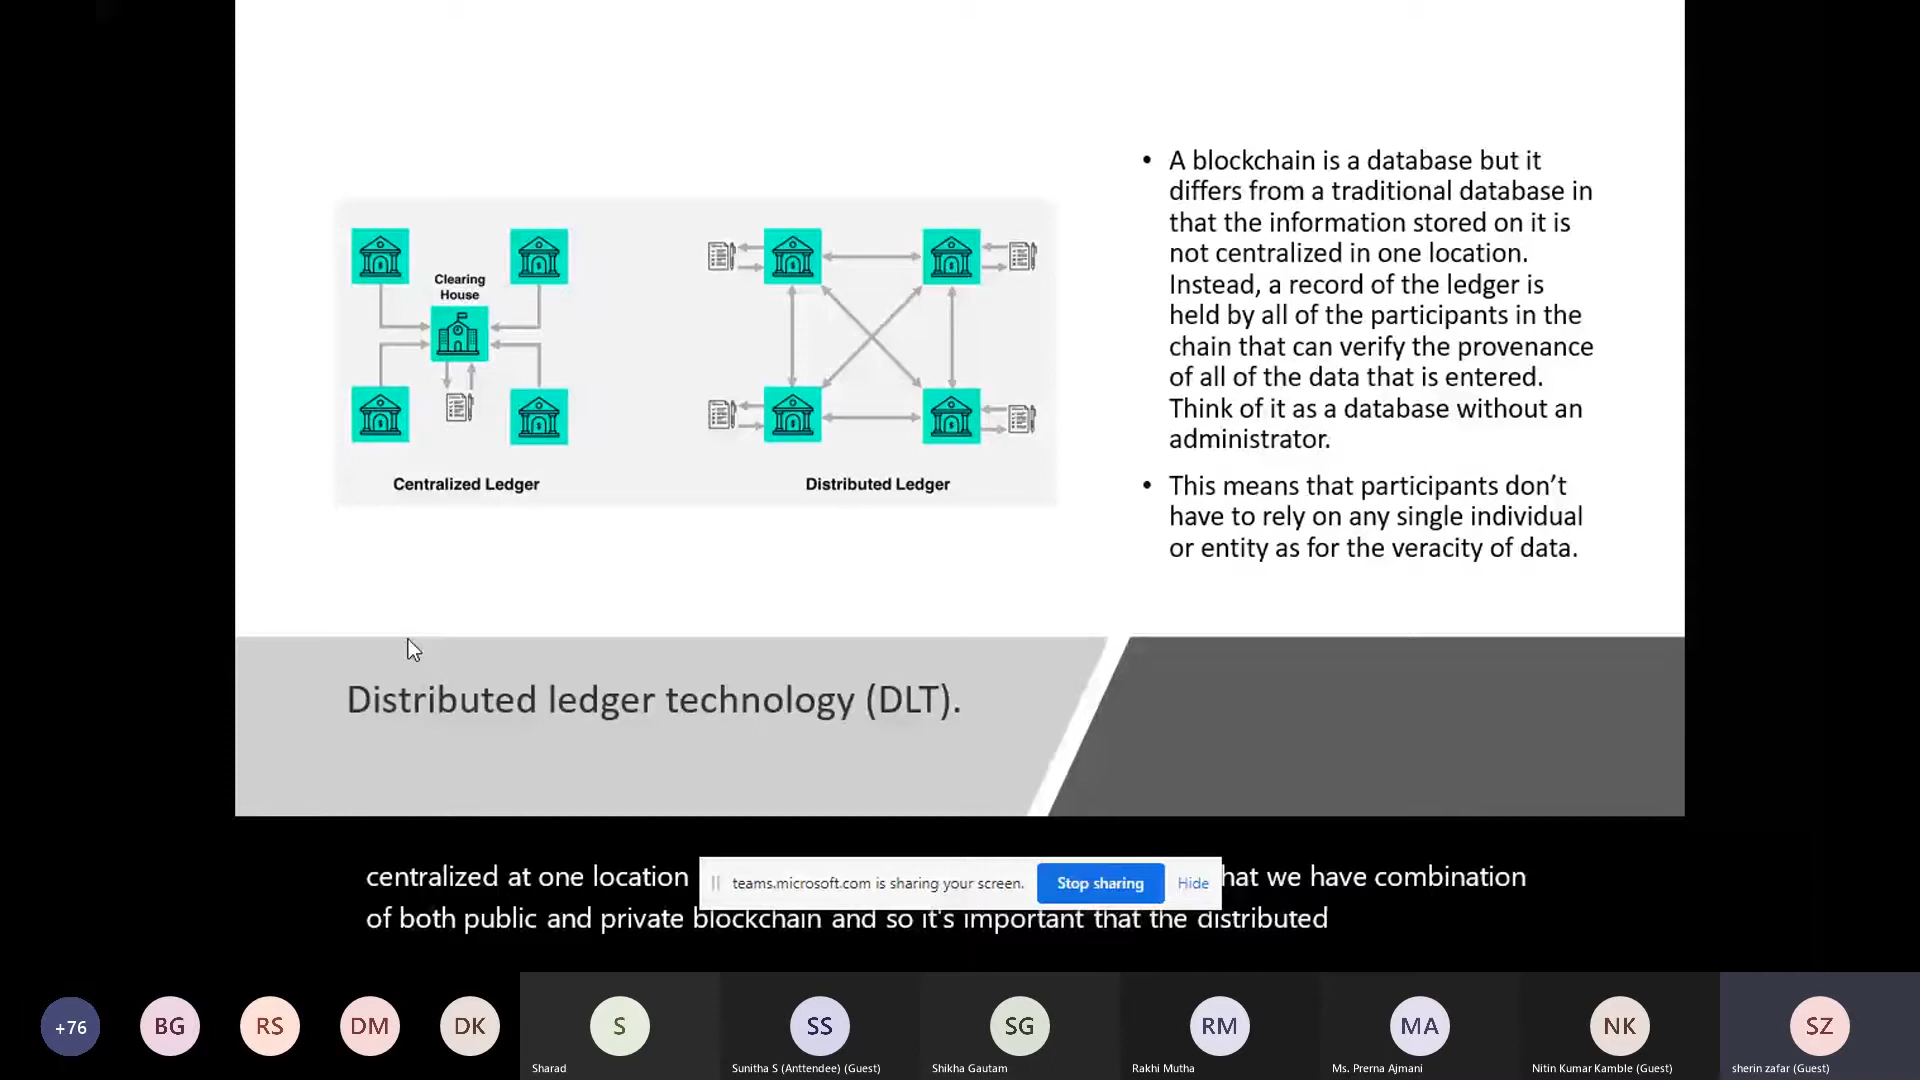 Clearing
House
Centralized Ledger
Distributed Ledger
• A blockchain is a database but it
differs from a traditional database in
that the information stored on it is
not centralized in one location.
Instead, a record of the ledger is
held by all of the participants in the
chain that can verify the provenance
of all of the data that is entered.
Think of it as a database without an
administrator.
• This means that participants don’t
have to rely on any single individual
or entity as for the veracity of data.
Distributed ledger technology (DLT).
centralized at one location
teams.microsoft.com is sharing your screen.
Stop sharing
Hide
hat we have combination
of both public and private blockchain and so it's important that the distributed
+76
BG
RS
DM
DK
S
SS
SG
RM
MA
NK
SZ
Sharad
Sunitha S (Anttendee) (Guest)
Shikha Gautam
Rakhi Mutha
Ms. Prerna Ajmani
Nitin Kumar Kamble (Guest)
sherin zafar (Guest)